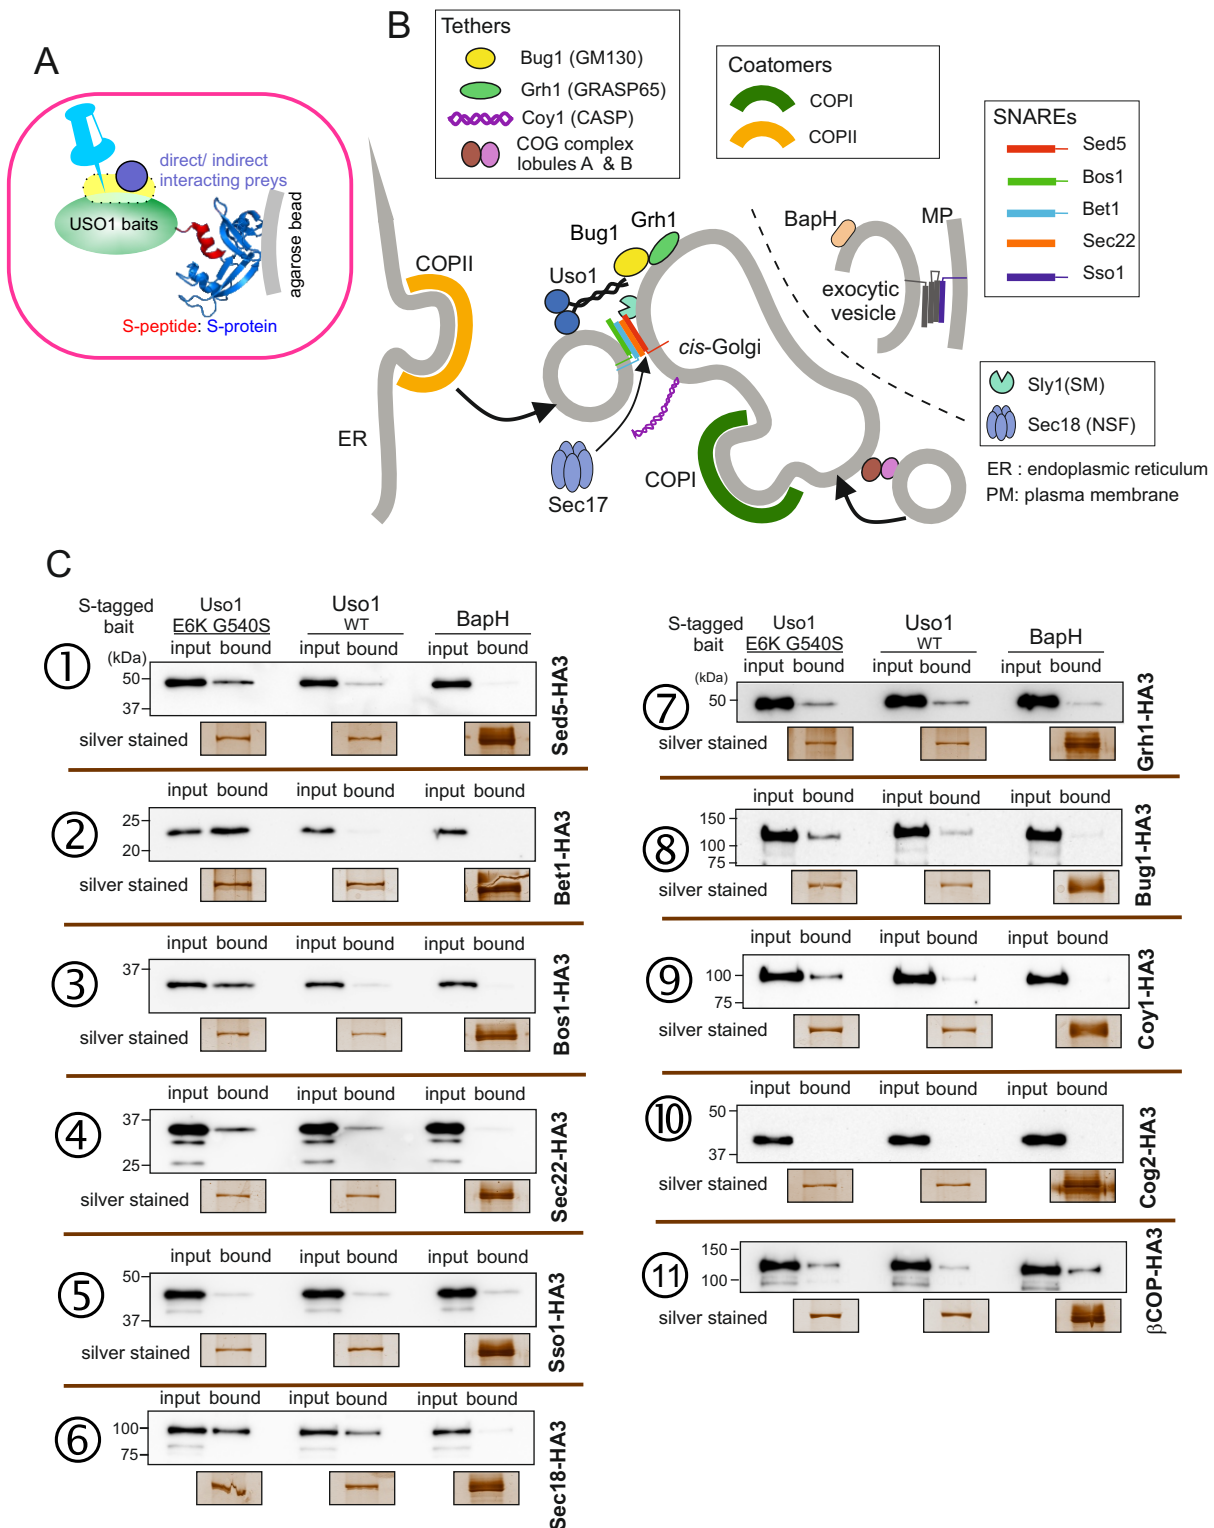 A
direct/ indirect
interacting preys
USO1 baits
agarose bead
S-peptide: S-protein
B
Tethers
Bug1 (GM130)
Grh1 (GRASP65)
Coy1 (CASP)
COG complex
lobules A & B
Coatomers
COPI
COPII
SNAREs
Sed5
Bos1
Bet1
Sec22
Sso1
BapH
MP
exocytic
vesicle
Grh1
Bug1
Uso1
COPII
cis-Golgi
ER
Sec17
COPI
Sly1(SM)
Sec18 (NSF)
ER : endoplasmic reticulum
PM: plasma membrane
C
S-tagged
bait
Uso1
E6K G540S
Uso1
WT
BapH
input bound input bound input bound
1
(kDa)
50
37
Sed5-HA3
silver stained
input bound input bound input bound
2
25
20
Bet1-HA3
silver stained
input bound input bound input bound
3
37
Bos1-HA3
silver stained
input bound input bound input bound
4
37
25
Sec22-HA3
silver stained
input bound input bound input bound
5
50
37
Sso1-HA3
silver stained
input bound input bound input bound
6
100
75
Sec18-HA3
S-tagged
bait
Uso1
E6K G540S
Uso1
WT
BapH
input bound input bound input bound
7
(kDa)
50
Grh1-HA3
silver stained
input bound input bound input bound
8
150
100
75
Bug1-HA3
silver stained
input bound input bound input bound
9
100
75
Coy1-HA3
silver stained
input bound input bound input bound
10
50
37
Cog2-HA3
silver stained
input bound input bound input bound
11
150
100
βCOP-HA3
silver stained